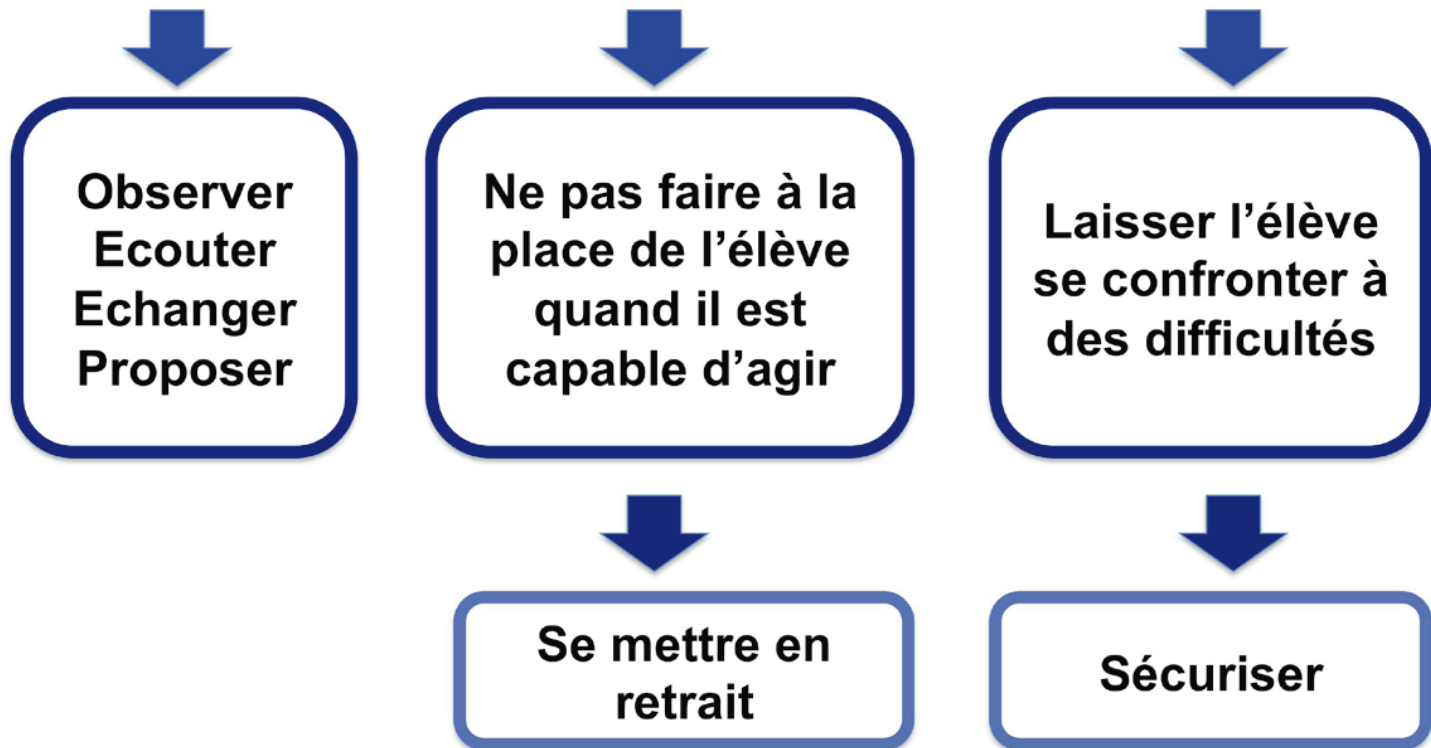 Observer
Ecouter
Echanger
Proposer
Ne pas faire à la
place de l’élève
quand il est
capable d’agir
Laisser l’élève
se confronter à
des difficultés
Se mettre en
retrait
Sécuriser